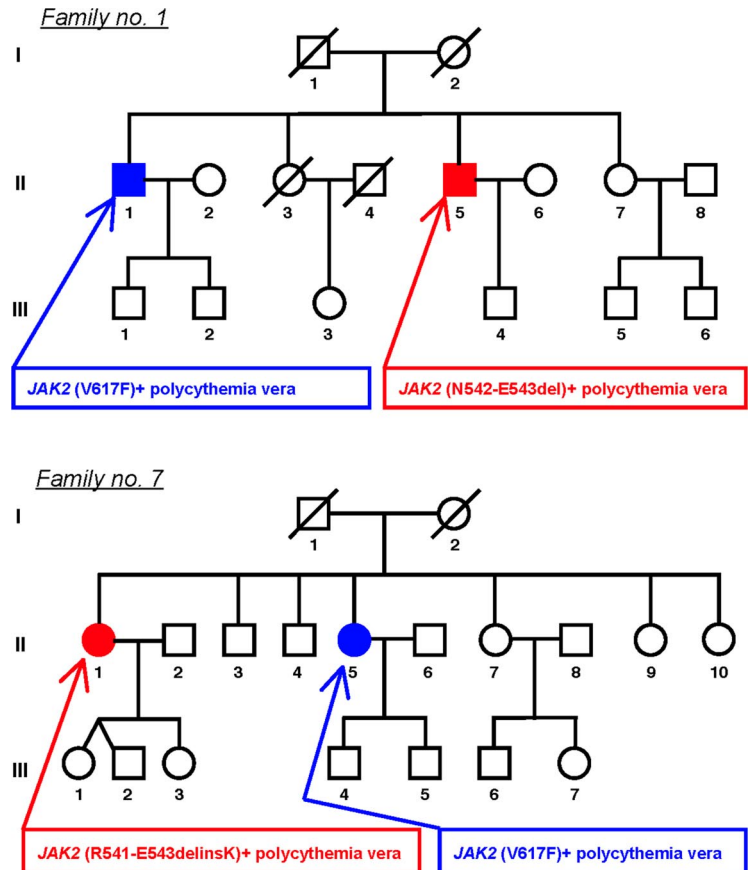 Family no. 1
I
1 2
II
1 2 3 4 5 6 7 8
III
1 2 3 4 5 6
JAK2 (V617F)+ polycythemia vera JAK2 (N542-E543del)+ polycythemia vera
Family no. 7
I
1 2
II
1 2 3 4 5 6 7 8 9 10
III
1 2 3 4 5 6 7
JAK2 (R541-E543delinsK)+ polycythemia vera JAK2 (V617F)+ polycythemia vera